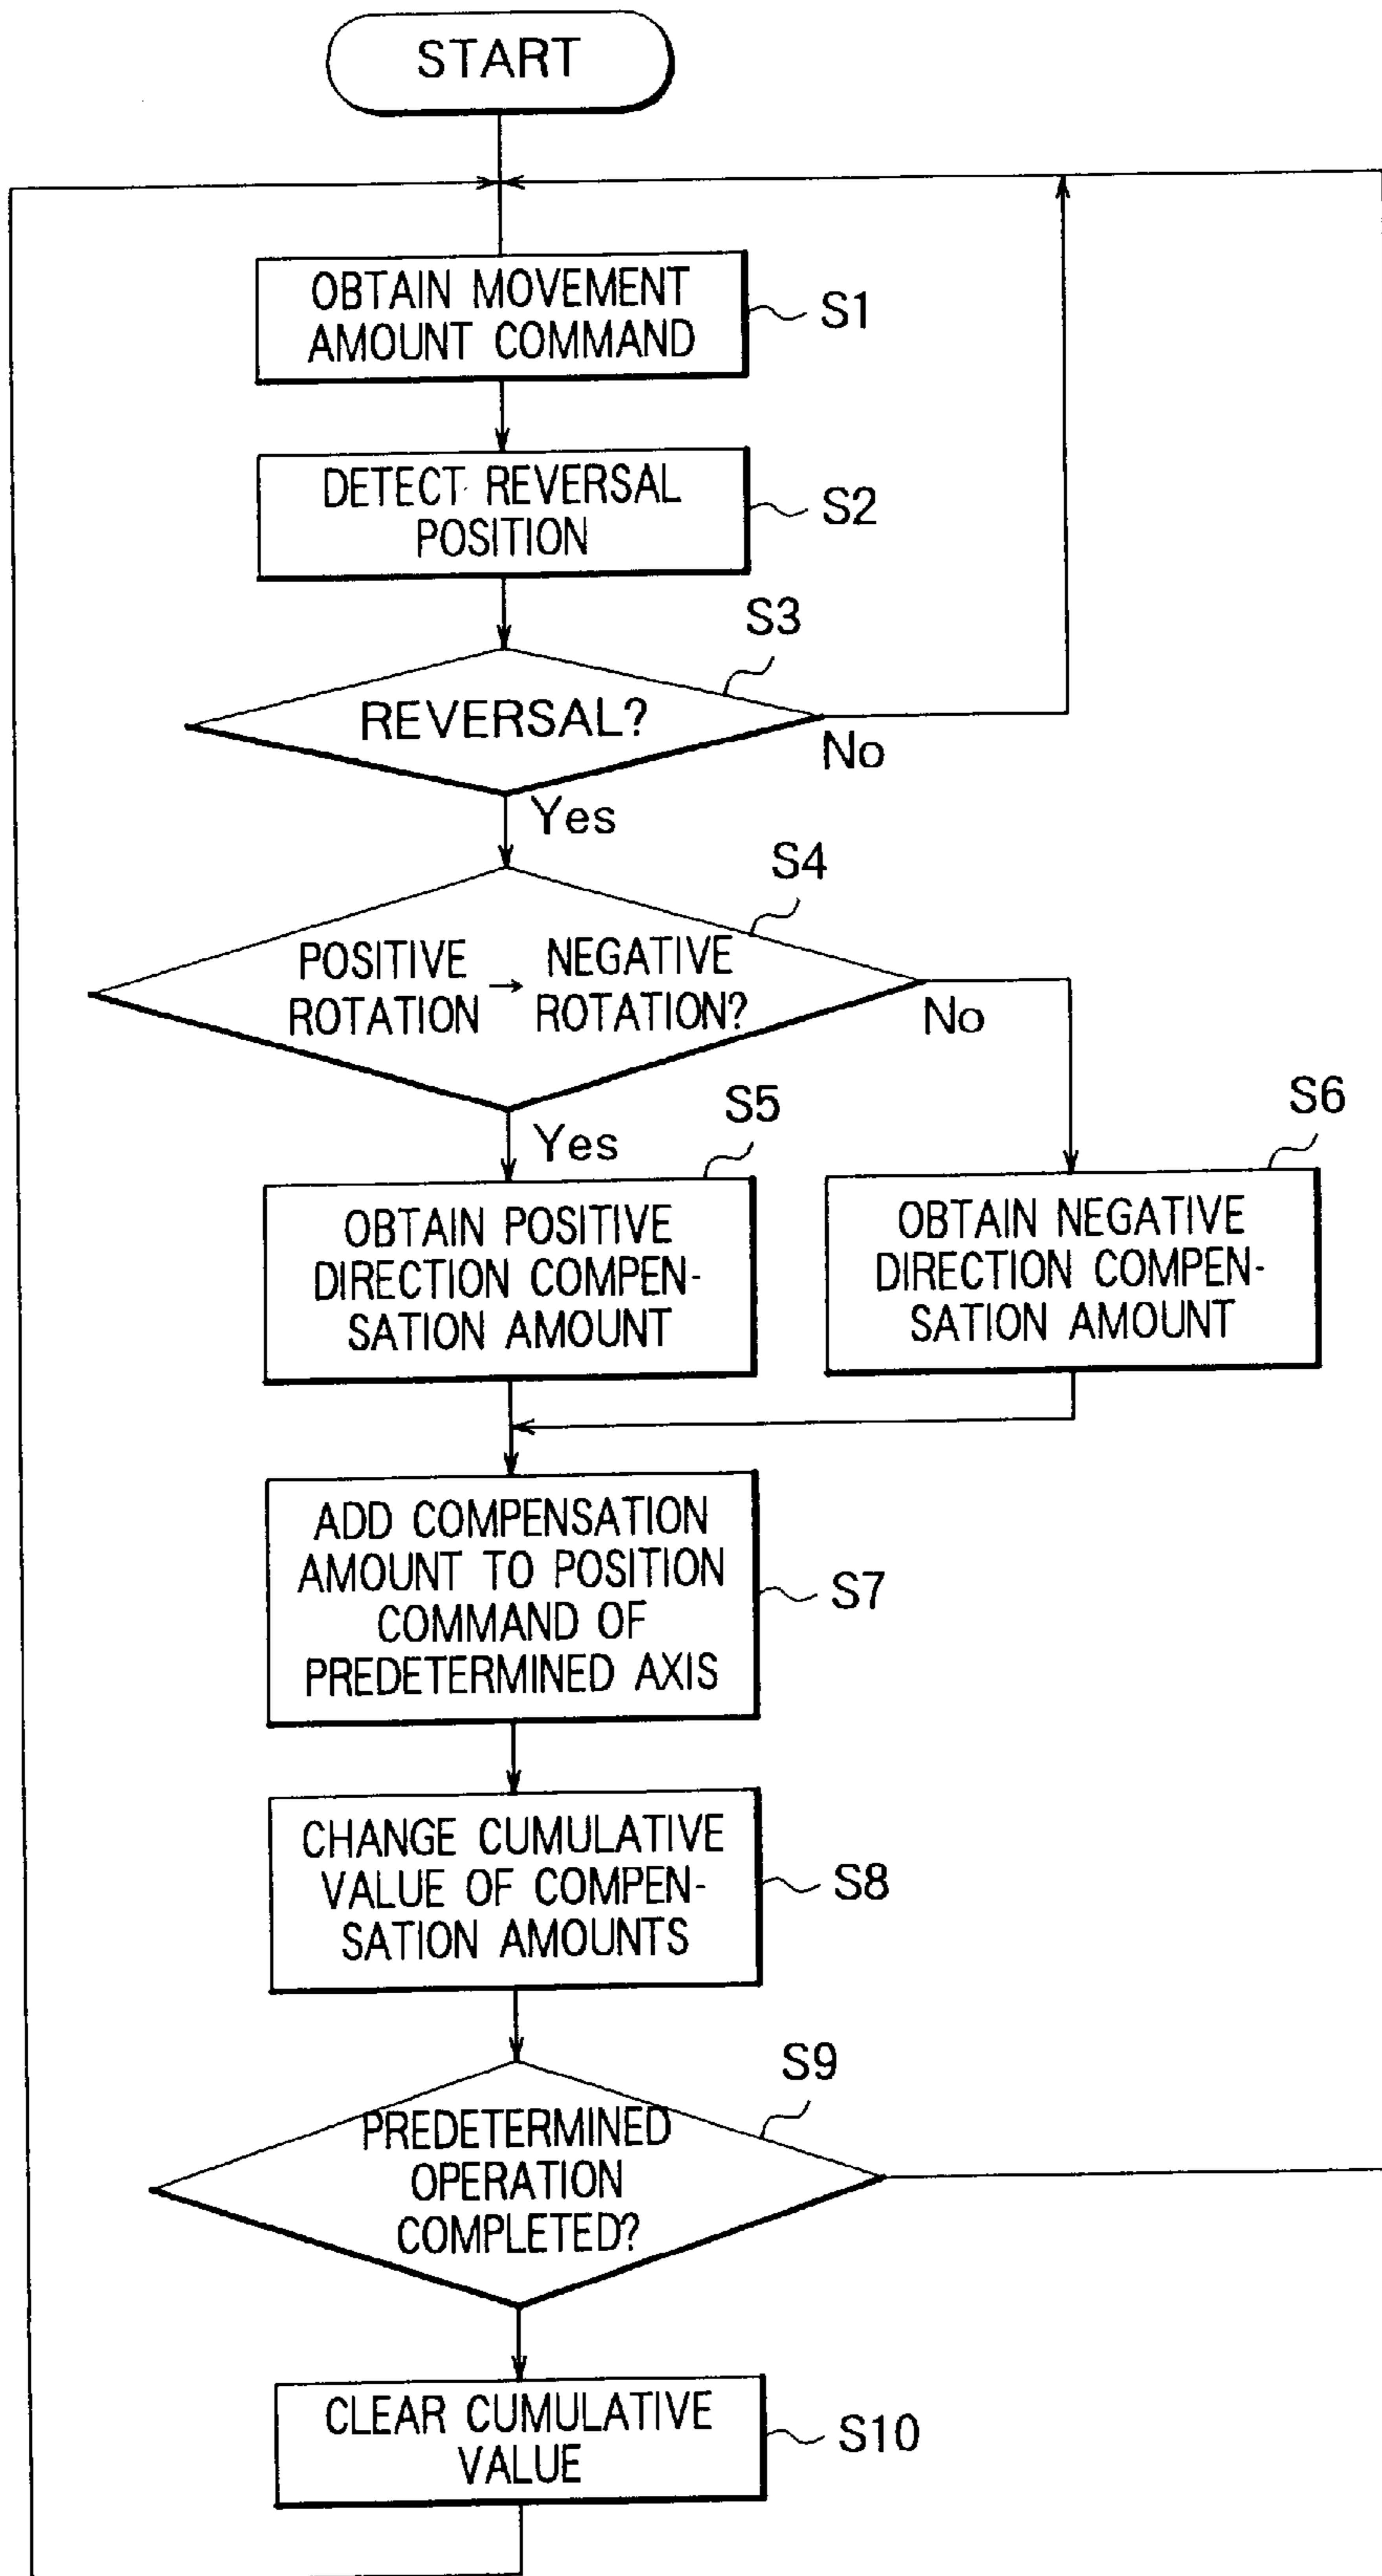 START
OBTAIN MOVEMENT
AMOUNT COMMAND
S1
DETECT REVERSAL
POSITION
S2
S3
REVERSAL?
No
Yes
S4
POSITIVE
ROTATION
→
NEGATIVE
ROTATION?
No
Yes
S5
OBTAIN POSITIVE
DIRECTION COMPEN-
SATION AMOUNT
S6
OBTAIN NEGATIVE
DIRECTION COMPEN-
SATION AMOUNT
ADD COMPENSATION
AMOUNT TO POSITION
COMMAND OF
PREDETERMINED AXIS
S7
CHANGE CUMULATIVE
VALUE OF COMPEN-
SATION AMOUNTS
S8
S9
PREDETERMINED
OPERATION
COMPLETED?
CLEAR CUMULATIVE
VALUE
S10